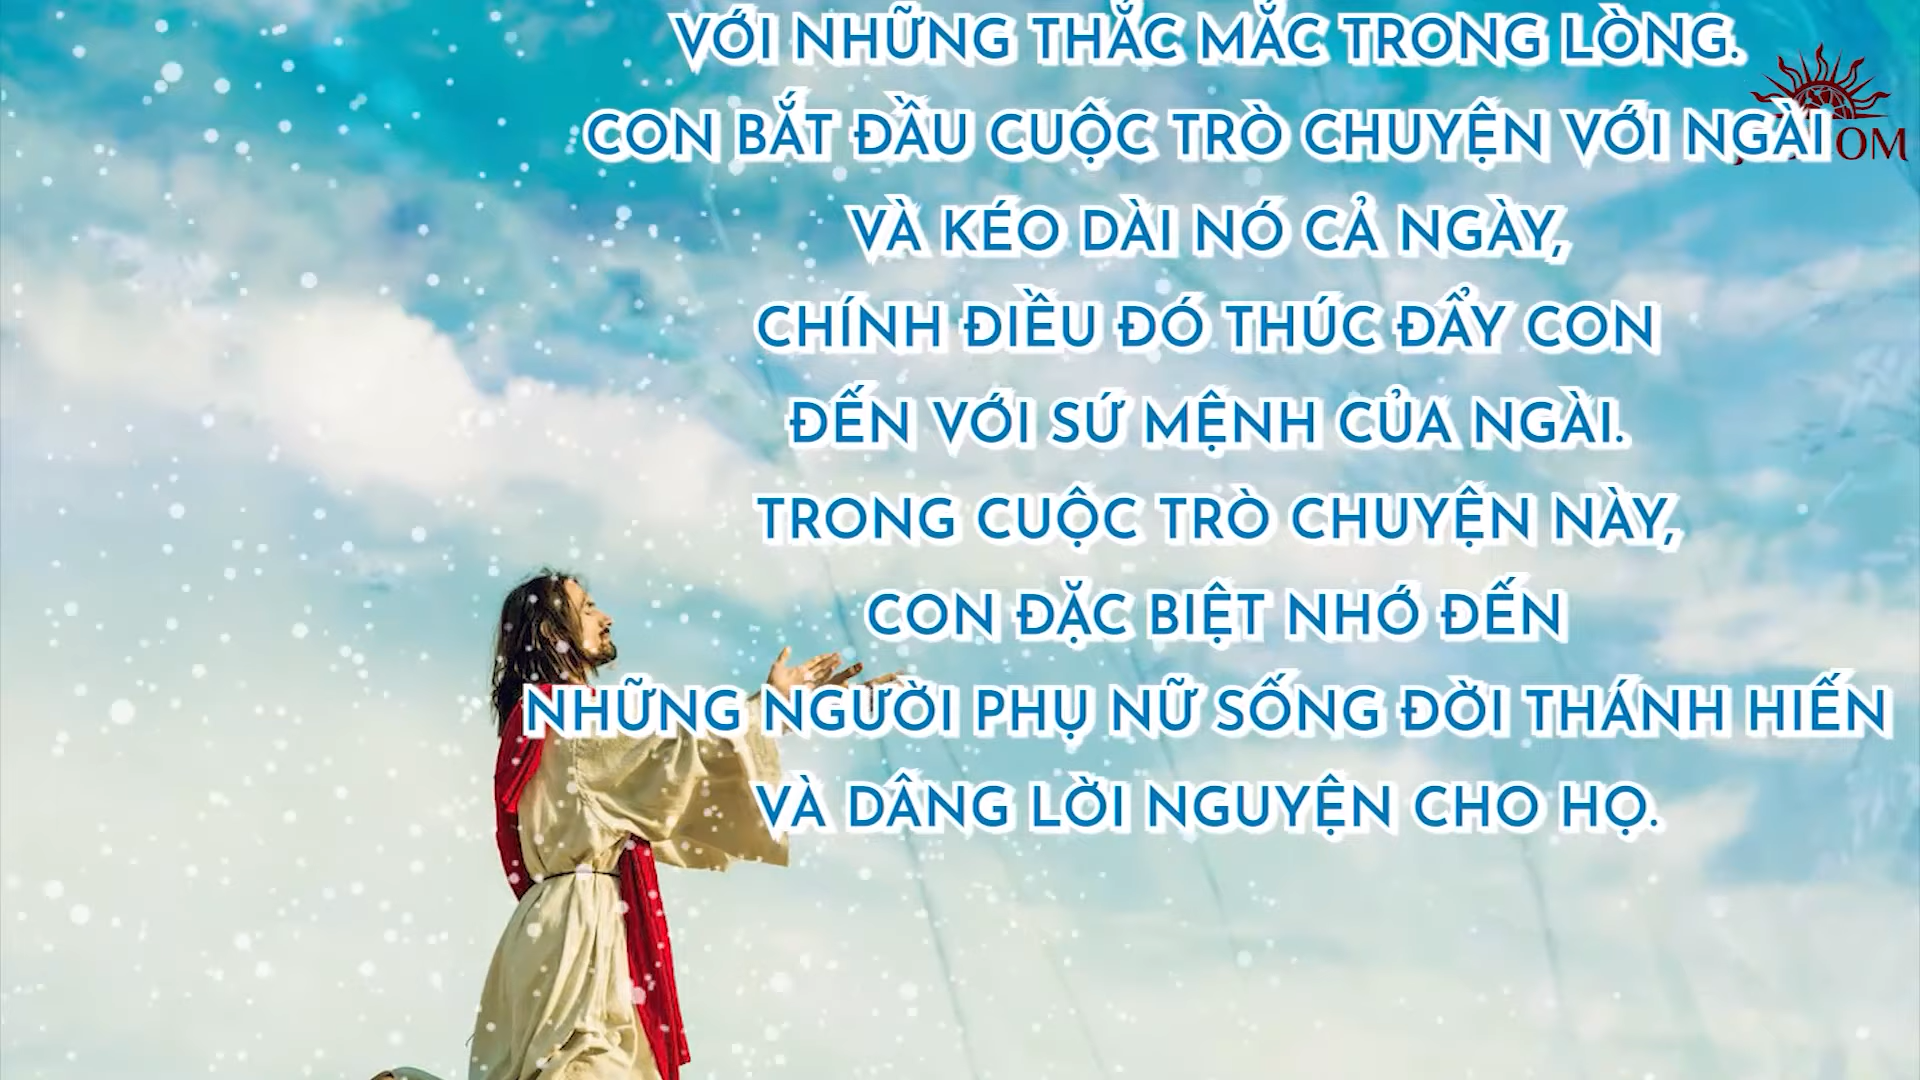 VỚI NHỮNG THẮC MẮC TRONG LÒNG.
CON BẮT ĐẦU CUỘC TRÒ CHUYỆN VỚI NGÀI
VÀ KÉO DÀI NÓ CẢ NGÀY,
CHÍNH ĐIỀU ĐÓ THÚC ĐẨY CON
ĐẾN VỚI SỨ MỆNH CỦA NGÀI.
TRONG CUỘC TRÒ CHUYỆN NÀY,
CON ĐẶC BIỆT NHỚ ĐẾN
NHỮNG NGƯỜI PHỤ NỮ SỐNG ĐỜI THÁNH HIẾN
VÀ DÂNG LỜI NGUYỆN CHO HỌ.